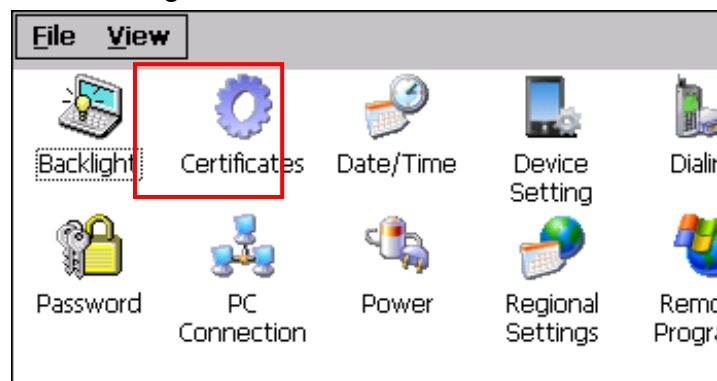 File View
Backlight Certificates Date/Time Device Setting
Password PC Connection Power Regional Settings